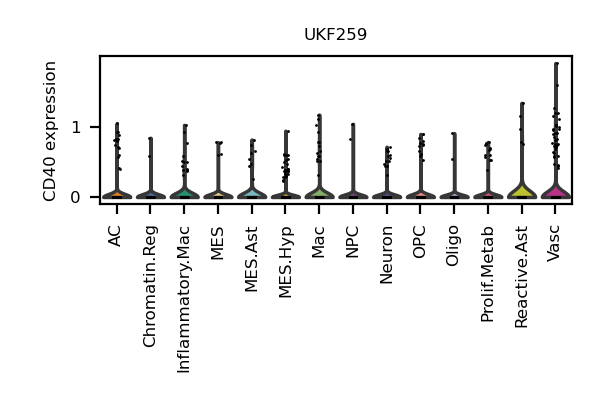 UKF259
CD40 expression
1
0
AC
Chromatin.Reg
Inflammatory.Mac
MES
MES.Ast
MES.Hyp
Mac
NPC
Neuron
OPC
Oligo
Prolif.Metab
Reactive.Ast
Vasc